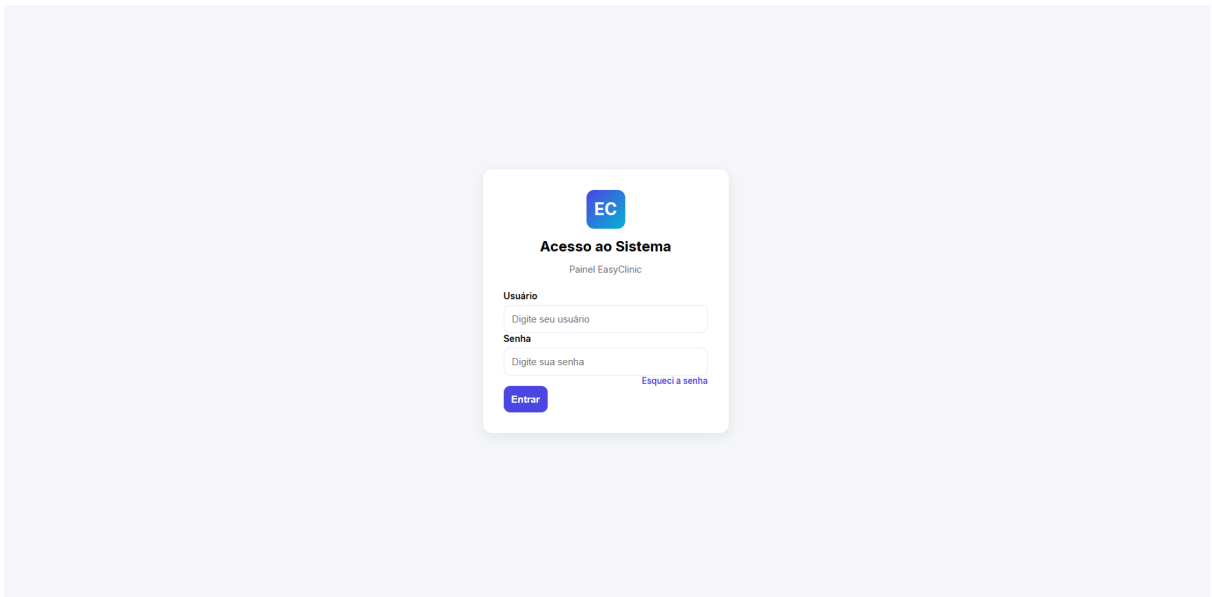 EC
Acesso ao Sistema
Painel EasyClinic
Usuário
Digite seu usuário
Senha
Digite sua senha
Esqueci a senha
Entrar